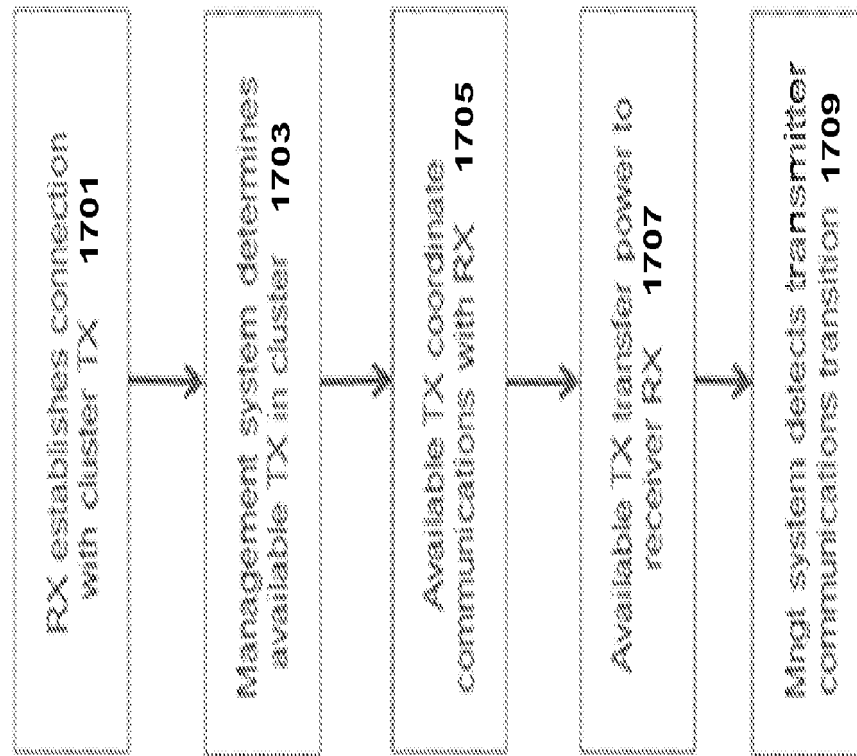 RX establishes connection
with cluster TX 1701
Management system determines
available TX in cluster 1703
Available TX coordinate
communications with RX 1705
Available TX transfer power to
receiver RX 1707
Mngt system detects transmitter
communications transition 1709